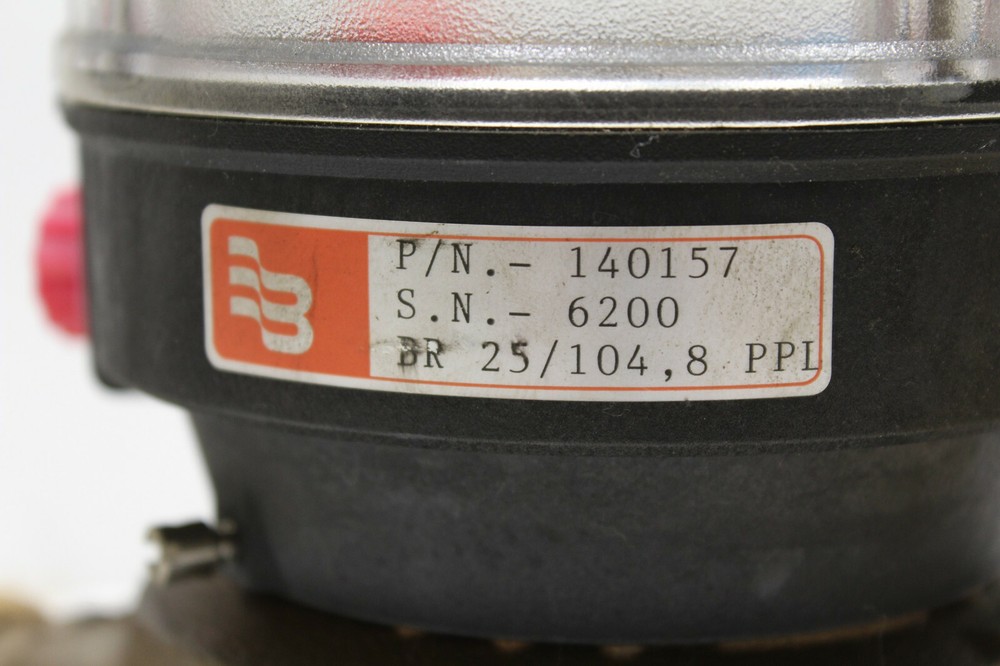 P/N.- 140157
S.N.- 6200
BR 25/104,8 PPL